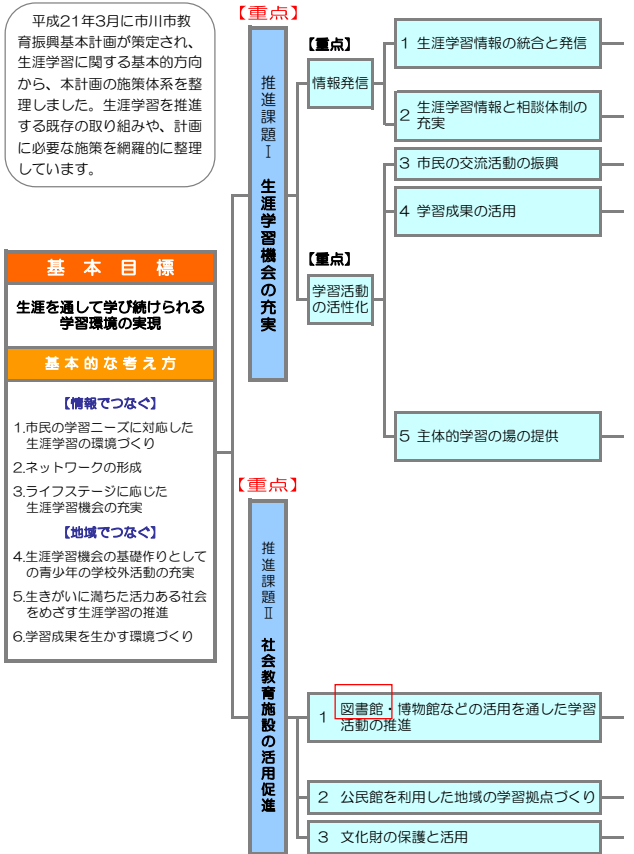 平成21年3月に市川市教
育振興基本計画が策定され、
生涯学習に関する基本的方向
から、本計画の施策体系を整
理しました。生涯学習を推進
する既存の取り組みや、計画
に必要な施策を網羅的に整理
しています。
基本目標
生涯を通して学び続けられる
学習環境の実現
基本的な考え方
【情報でつなぐ】
1.市民の学習ニーズに対応した
生涯学習の環境づくり
2.ネットワークの形成
3.ライフステージに応じた
生涯学習機会の充実
【地域でつなぐ】
4.生涯学習機会の基礎作りとして
の青少年の学校外活動の充実
5.生きがいに満ちた活力ある社会
をめざす生涯学習の推進
6.学習成果を生かす環境づくり
【重点】
推進課題Ⅰ 生涯学習機会の充実
【重点】
情報発信
1 生涯学習情報の統合と発信
2 生涯学習情報と相談体制の
充実
【重点】
学習活動
の活性化
3 市民の交流活動の振興
4 学習成果の活用
5 主体的学習の場の提供
【重点】
推進課題Ⅱ 社会教育施設の活用促進
1 図書館・博物館などの活用を通した学習
活動の推進
2 公民館を利用した地域の学習拠点づくり
3 文化財の保護と活用